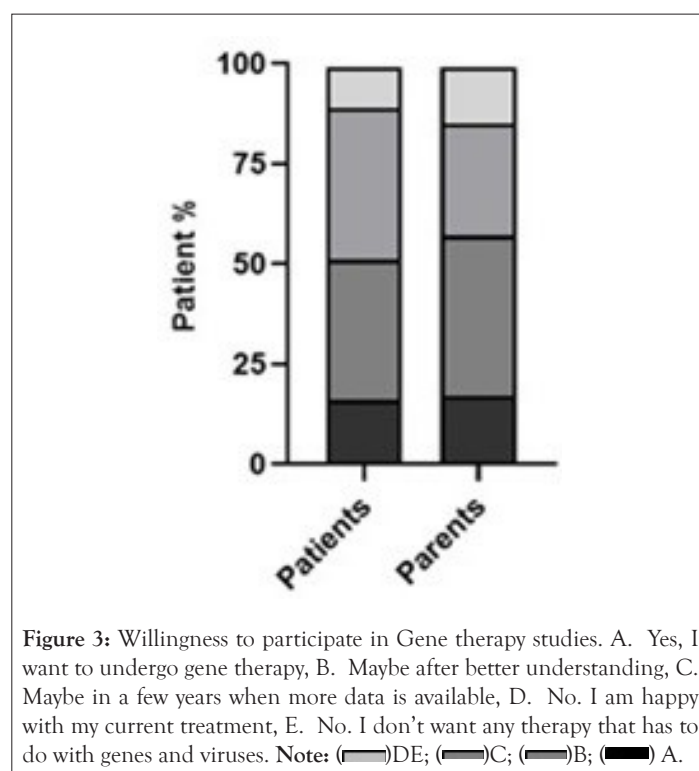 100
75
50
25
0
Patient %
Patients
Parents
Figure 3: Willingness to participate in Gene therapy studies. A. Yes, I
want to undergo gene therapy, B. Maybe after better understanding, C.
Maybe in a few years when more data is available, D. No. I am happy
with my current treatment, E. No. I don't want any therapy that has to
do with genes and viruses. Note: ( )DE; ( )C; ( )B; ( ) A.